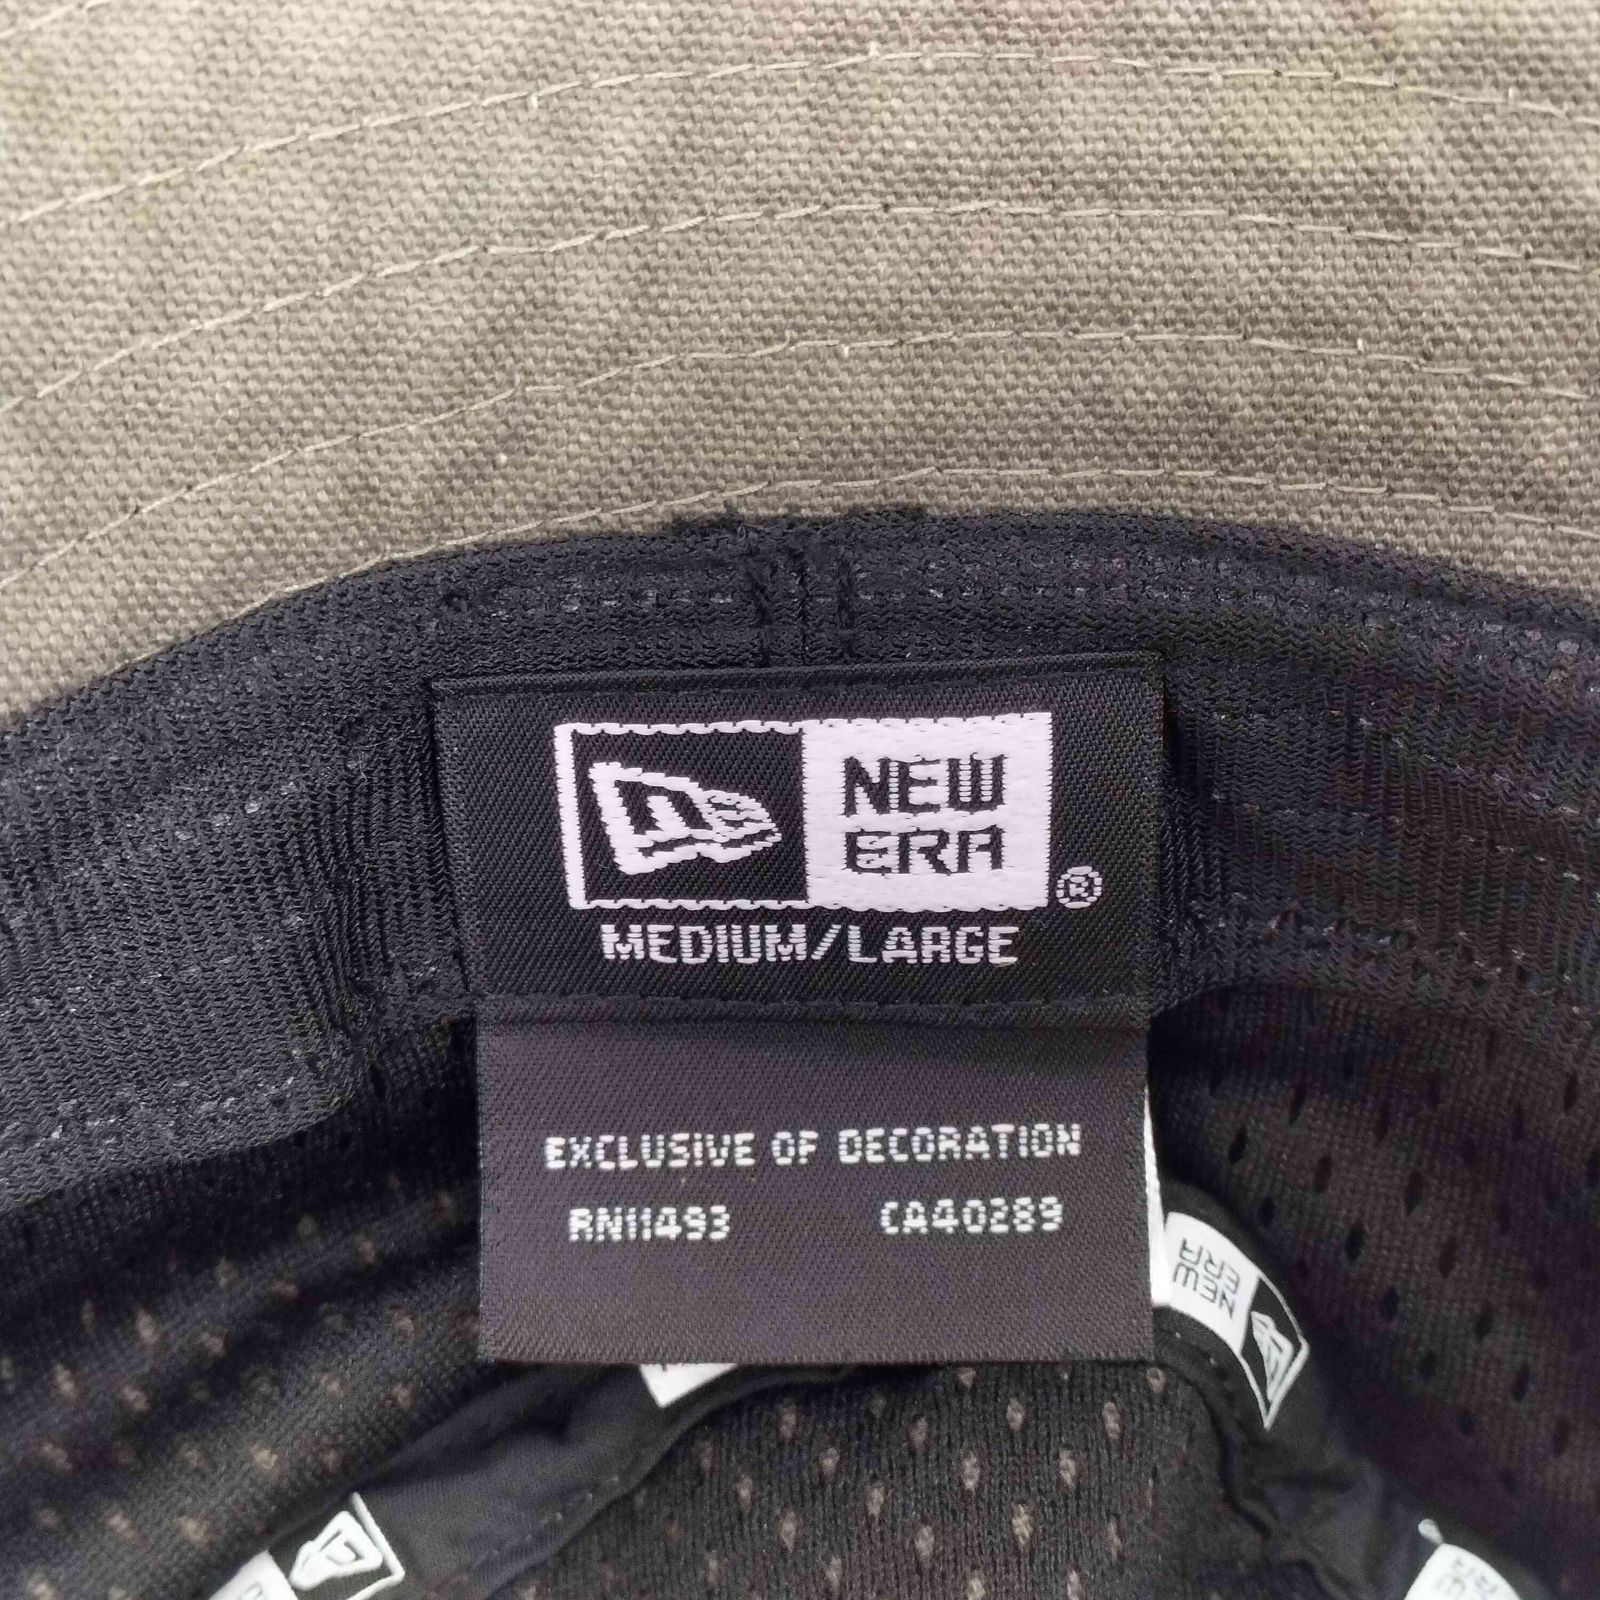 NEW
ERA
®
MEDIUM/LARGE
EXCLUSIVE OF DECORATION
RN11493 CA40289
NEW
ERA